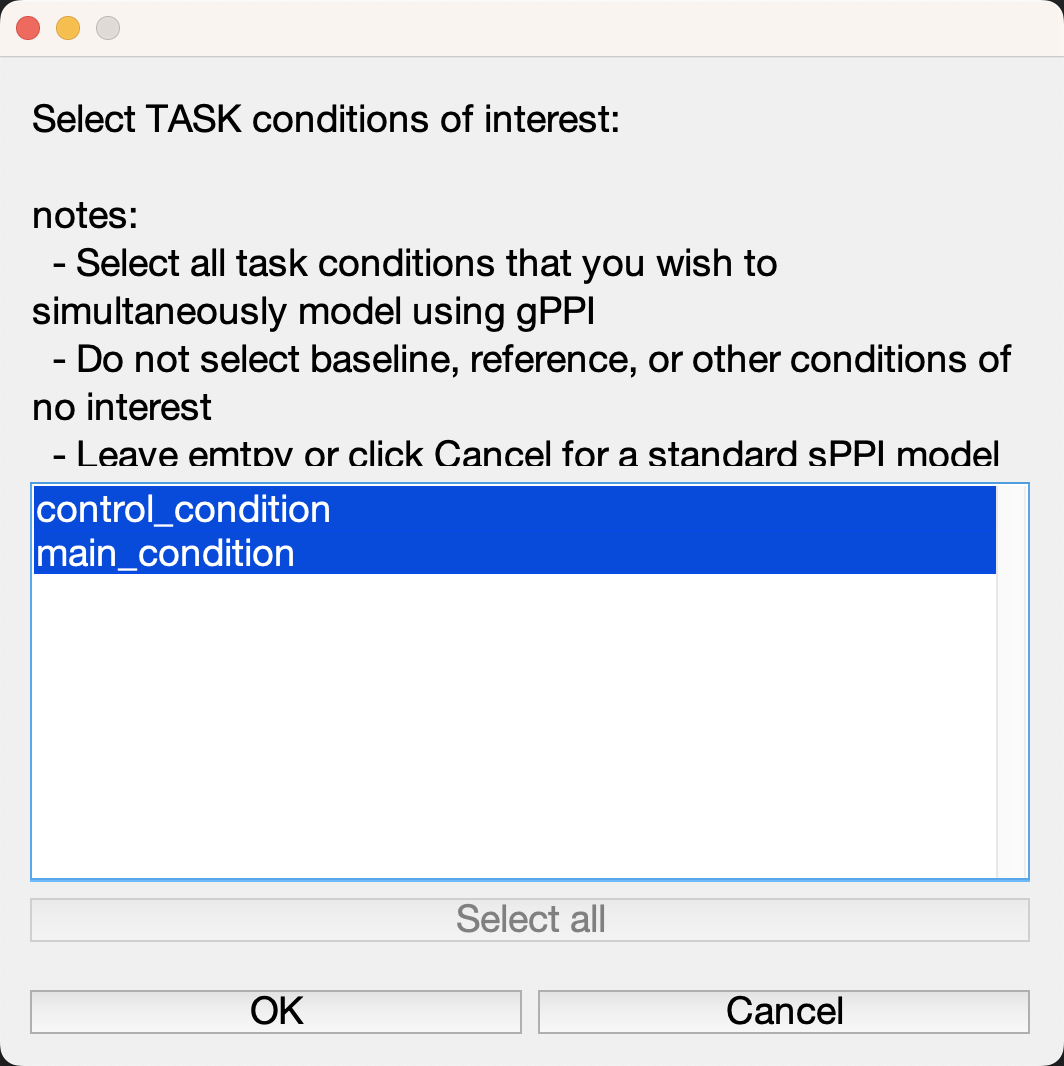 Select TASK conditions of interest:
notes:
- Select all task conditions that you wish to
simultaneously model using gPPI
- Do not select baseline, reference, or other conditions of
no interest
- Leave emtpy or click Cancel for a standard sPPI model
control_condition
main_condition
Select all
OK
Cancel